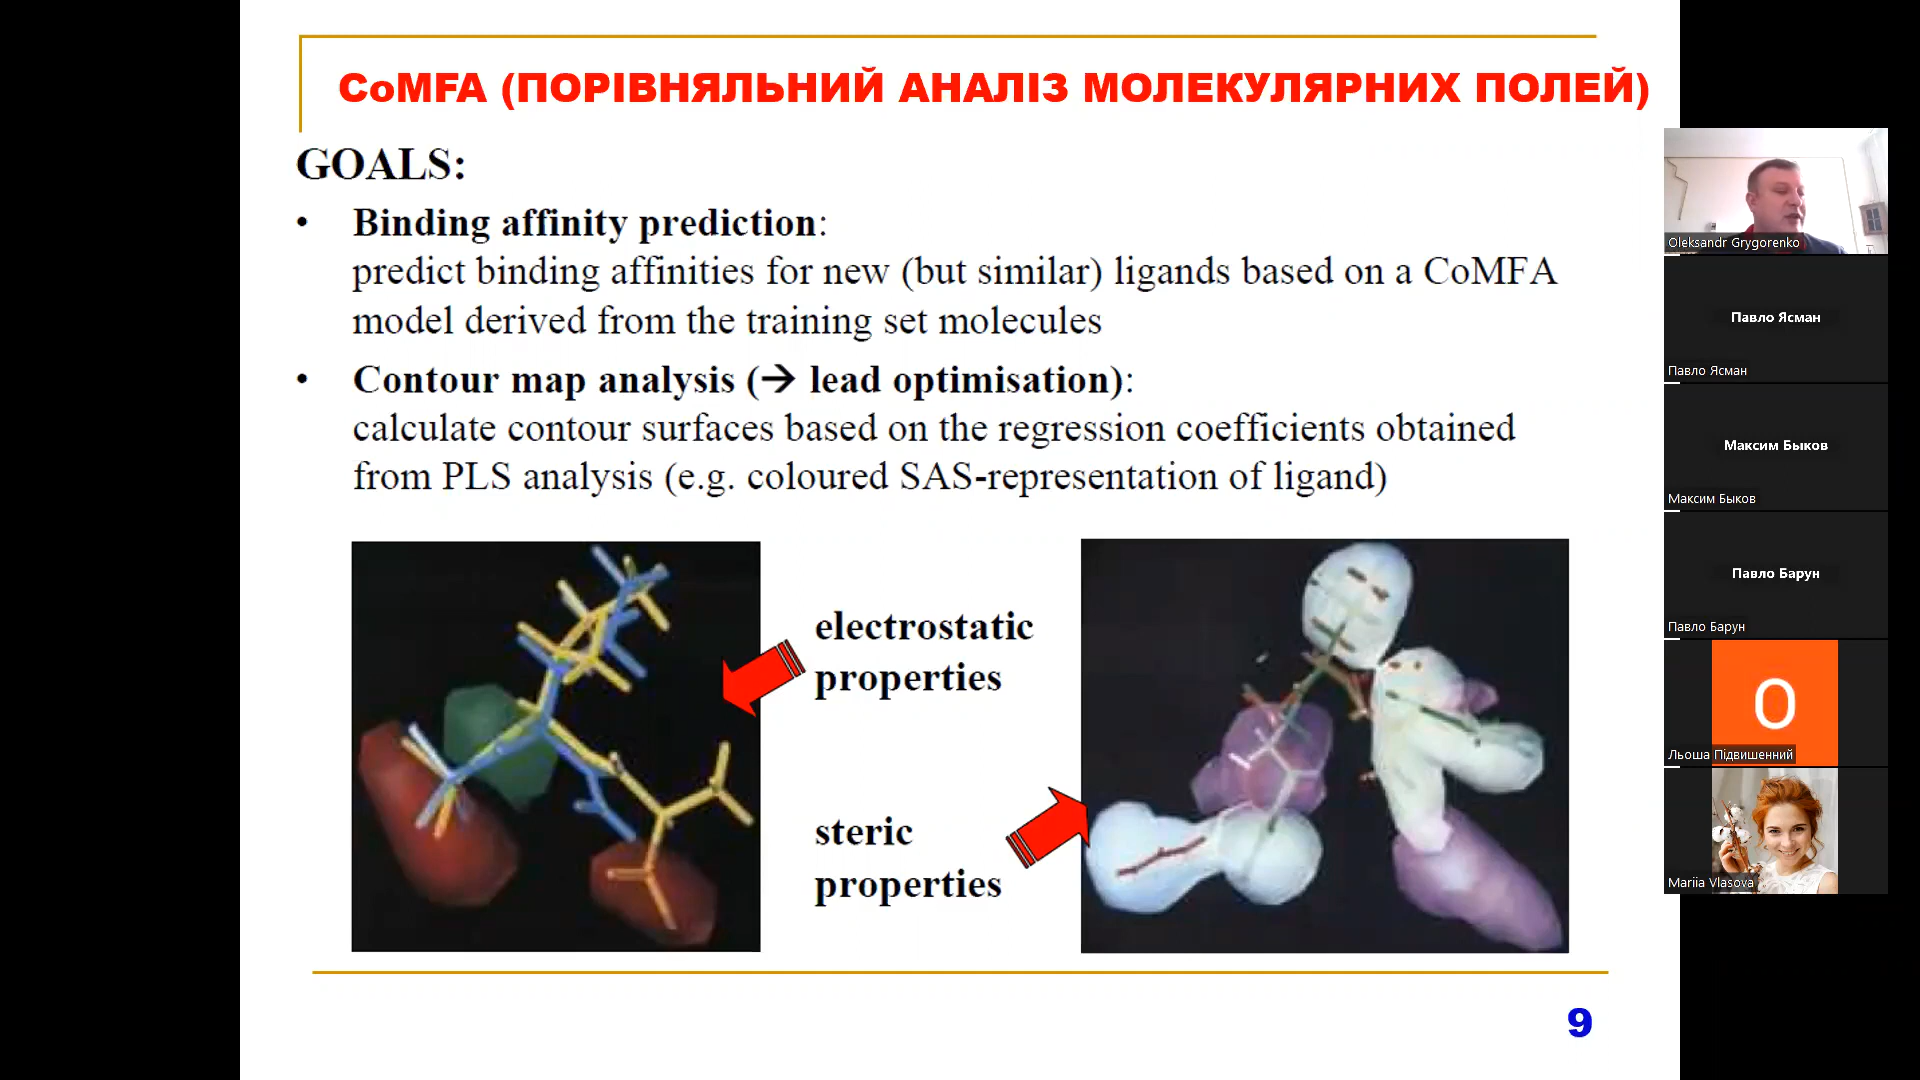 CoMFA (ПОРІВНЯЛЬНИЙ АНАЛІЗ МОЛЕКУЛЯРНИХ ПОЛЕЙ)
GOALS:
• Binding affinity prediction:
predict binding affinities for new (but similar) ligands based on a CoMFA
model derived from the training set molecules
• Contour map analysis (→ lead optimisation):
calculate contour surfaces based on the regression coefficients obtained
from PLS analysis (e.g. coloured SAS-representation of ligand)
electrostatic
properties
steric
properties
9
Oleksandr Grygorenko
Павло Ясман
Павло Ясман
Максим Быков
Максим Быков
Павло Барун
Павло Барун
О
Льоша Підвишенний
Mariia Vlasova